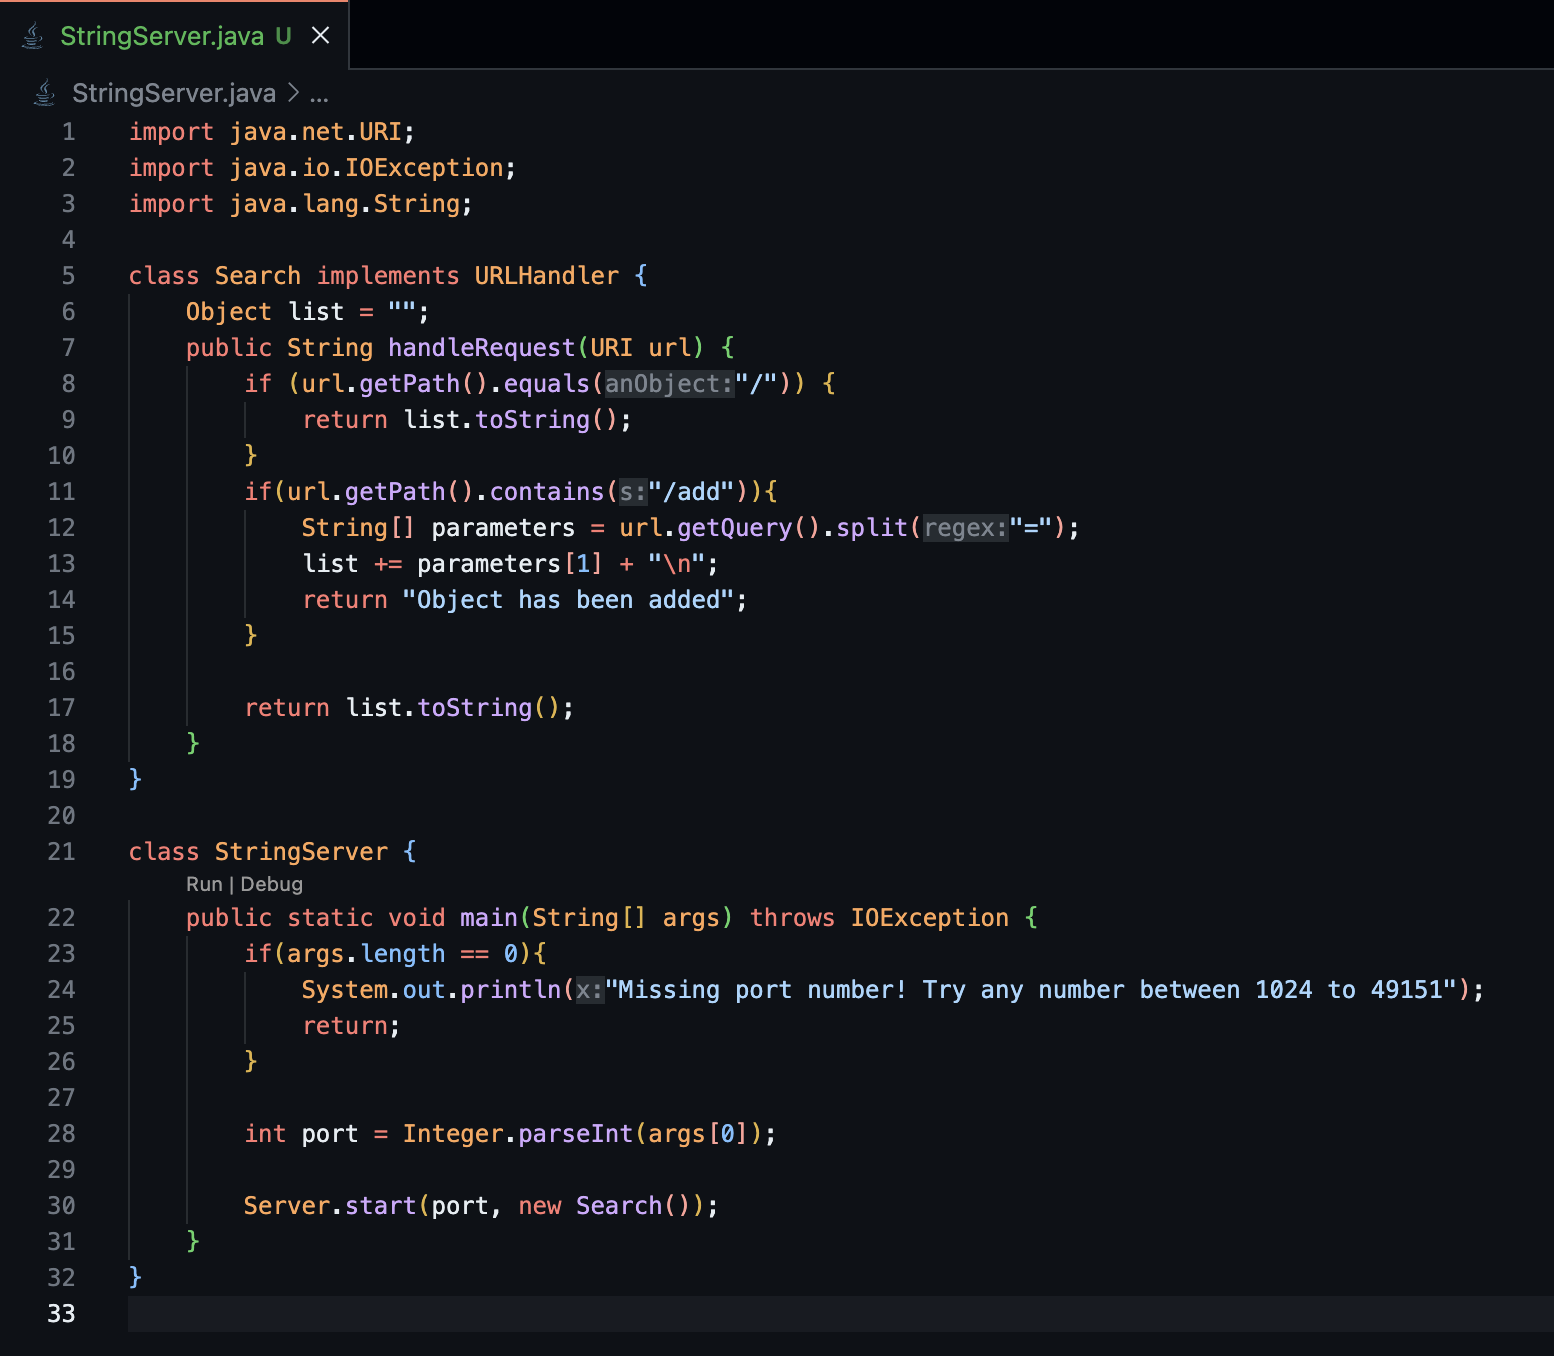 StringServer.java U ×
StringServer.java > ...
1 import java.net.URI;
2 import java.io.IOException;
3 import java.lang.String;
4
5 class Search implements URLHandler {
6     Object list = "";
7     public String handleRequest(URI url) {
8         if (url.getPath().equals(anObject:"/")) {
9             return list.toString();
10         }
11         if(url.getPath().contains(s:"/add")){
12             String[] parameters = url.getQuery().split(regex:"=");
13             list += parameters[1] + "\n";
14             return "Object has been added";
15         }
16
17         return list.toString();
18     }
19 }
20
21 class StringServer {
Run | Debug
22     public static void main(String[] args) throws IOException {
23         if(args.length == 0){
24             System.out.println(x:"Missing port number! Try any number between 1024 to 49151");
25             return;
26         }
27
28         int port = Integer.parseInt(args[0]);
29
30         Server.start(port, new Search());
31     }
32 }
33